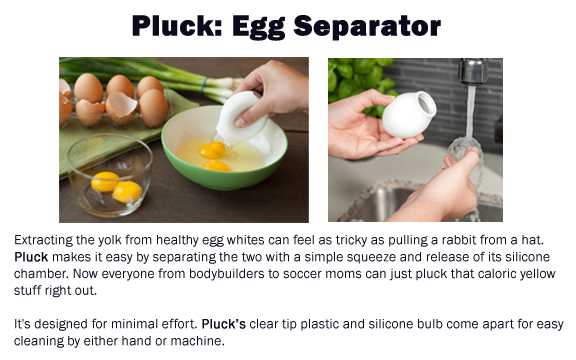 Pluck: Egg Separator
Extracting the yolk from healthy egg whites can feel as tricky as pulling a rabbit from a hat.
Pluck makes it easy by separating the two with a simple squeeze and release of its silicone
chamber. Now everyone from bodybuilders to soccer moms can just pluck that caloric yellow
stuff right out.
It's designed for minimal effort. Pluck's clear tip plastic and silicone bulb come apart for easy
cleaning by either hand or machine.